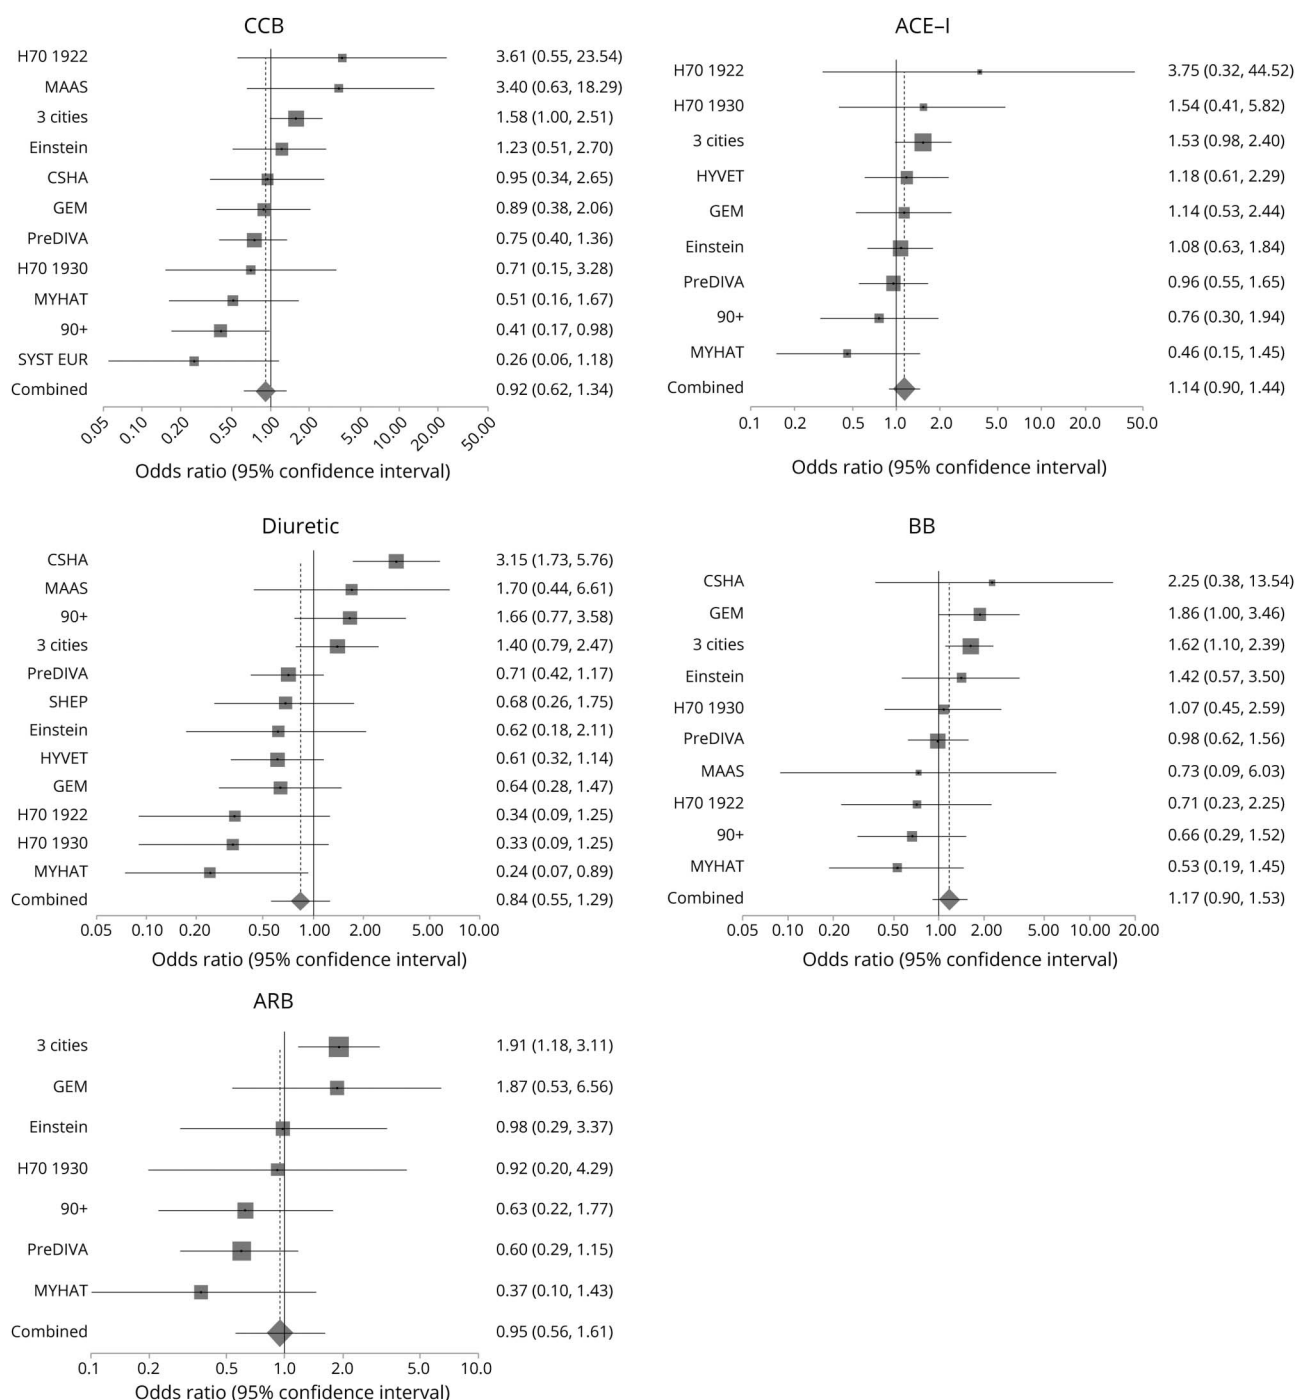 CCB
H70 1922 3.61 (0.55, 23.54)
MAAS 3.40 (0.63, 18.29)
3 cities 1.58 (1.00, 2.51)
Einstein 1.23 (0.51, 2.70)
CSHA 0.95 (0.34, 2.65)
GEM 0.89 (0.38, 2.06)
PreDIVA 0.75 (0.40, 1.36)
H70 1930 0.71 (0.15, 3.28)
MYHAT 0.51 (0.16, 1.67)
90+ 0.41 (0.17, 0.98)
SYST EUR 0.26 (0.06, 1.18)
Combined 0.92 (0.62, 1.34)
0.05 0.10 0.20 0.50 1.00 2.00 5.00 10.00 20.00 50.00
Odds ratio (95% confidence interval)
ACE–I
H70 1922 3.75 (0.32, 44.52)
H70 1930 1.54 (0.41, 5.82)
3 cities 1.53 (0.98, 2.40)
HYVET 1.18 (0.61, 2.29)
GEM 1.14 (0.53, 2.44)
Einstein 1.08 (0.63, 1.84)
PreDIVA 0.96 (0.55, 1.65)
90+ 0.76 (0.30, 1.94)
MYHAT 0.46 (0.15, 1.45)
Combined 1.14 (0.90, 1.44)
0.1 0.2 0.5 1.0 2.0 5.0 10.0 20.0 50.0
Odds ratio (95% confidence interval)
Diuretic
CSHA 3.15 (1.73, 5.76)
MAAS 1.70 (0.44, 6.61)
90+ 1.66 (0.77, 3.58)
3 cities 1.40 (0.79, 2.47)
PreDIVA 0.71 (0.42, 1.17)
SHEP 0.68 (0.26, 1.75)
Einstein 0.62 (0.18, 2.11)
HYVET 0.61 (0.32, 1.14)
GEM 0.64 (0.28, 1.47)
H70 1922 0.34 (0.09, 1.25)
H70 1930 0.33 (0.09, 1.25)
MYHAT 0.24 (0.07, 0.89)
Combined 0.84 (0.55, 1.29)
0.05 0.10 0.20 0.50 1.00 2.00 5.00 10.00
Odds ratio (95% confidence interval)
BB
CSHA 2.25 (0.38, 13.54)
GEM 1.86 (1.00, 3.46)
3 cities 1.62 (1.10, 2.39)
Einstein 1.42 (0.57, 3.50)
H70 1930 1.07 (0.45, 2.59)
PreDIVA 0.98 (0.62, 1.56)
MAAS 0.73 (0.09, 6.03)
H70 1922 0.71 (0.23, 2.25)
90+ 0.66 (0.29, 1.52)
MYHAT 0.53 (0.19, 1.45)
Combined 1.17 (0.90, 1.53)
0.05 0.10 0.20 0.50 1.00 2.00 5.00 10.00 20.00
Odds ratio (95% confidence interval)
ARB
3 cities 1.91 (1.18, 3.11)
GEM 1.87 (0.53, 6.56)
Einstein 0.98 (0.29, 3.37)
H70 1930 0.92 (0.20, 4.29)
90+ 0.63 (0.22, 1.77)
PreDIVA 0.60 (0.29, 1.15)
MYHAT 0.37 (0.10, 1.43)
Combined 0.95 (0.56, 1.61)
0.1 0.2 0.5 1.0 2.0 5.0 10.0
Odds ratio (95% confidence interval)